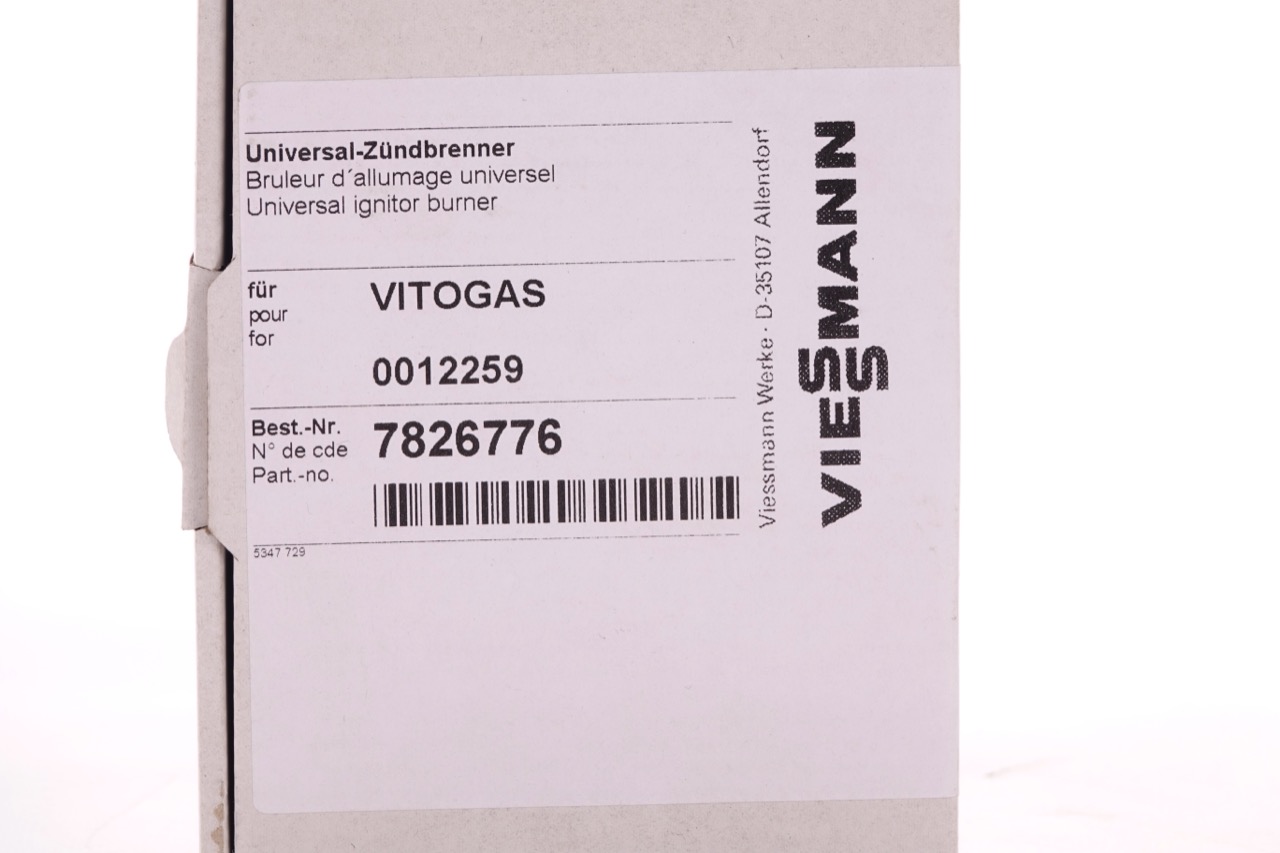 Universal-Zündbrenner
Bruleur d´allumage universel
Universal ignitor burner
für
pour
for
VITOGAS
0012259
Best.-Nr.
N° de cde
Part.-no.
7826776
5347 729
Viessmann Werke · D-35107 Allendorf
VIESSMANN